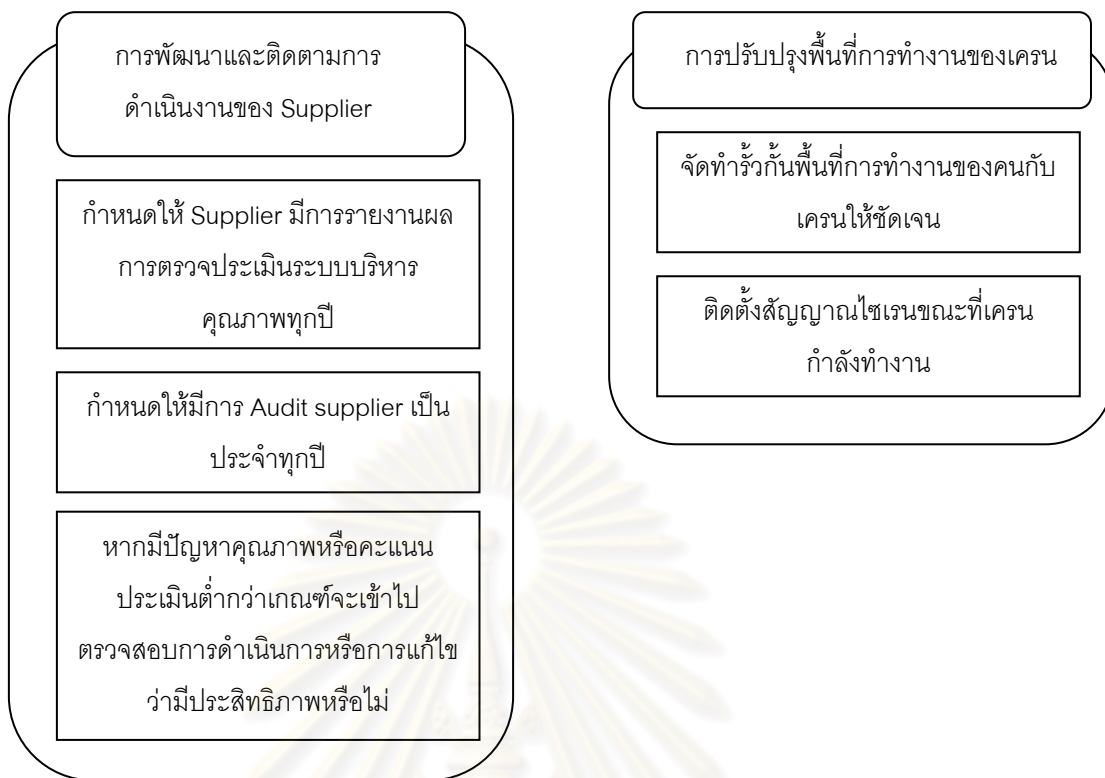 การพัฒนาและติดตามการ
ดำเนินงานของ Supplier
กำหนดให้ Supplier มีการรายงานผล
การตรวจประเมินระบบบริหาร
คุณภาพทุกปี
กำหนดให้มีการ Audit supplier เป็น
ประจำทุกปี
หากมีปัญหาคุณภาพหรือคะแนน
ประเมินต่ำกว่าเกณฑ์จะเข้าไป
ตรวจสอบการดำเนินการหรือการแก้ไข
ว่ามีประสิทธิภาพหรือไม่
การปรับปรุงพื้นที่การทำงานของเครน
จัดทำรั้วกั้นพื้นที่การทำงานของคนกับ
เครนให้ชัดเจน
ติดตั้งสัญญาณไซเรนขณะที่เครน
กำลังทำงาน